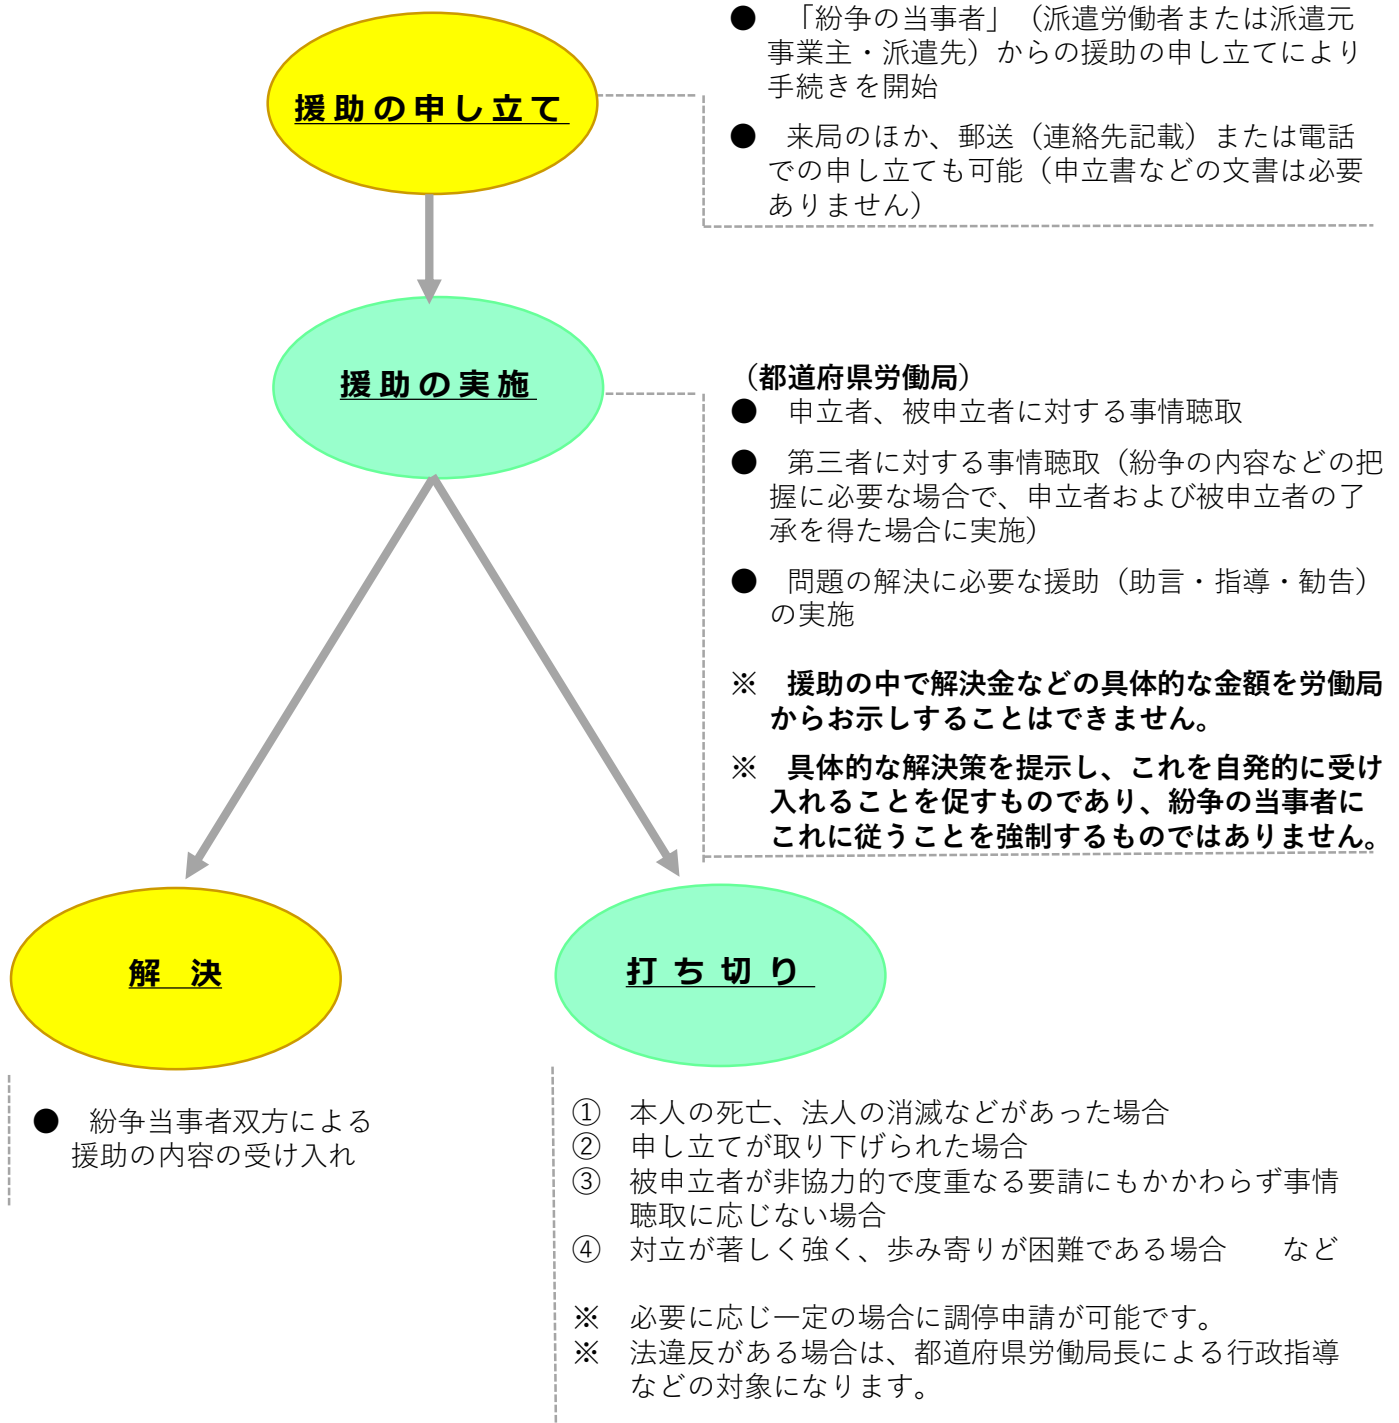 援助の申し立て
● 「紛争の当事者」（派遣労働者または派遣元
事業主・派遣先）からの援助の申し立てにより
手続きを開始
● 来局のほか、郵送（連絡先記載）または電話
での申し立ても可能（申立書などの文書は必要
ありません）
援助の実施
（都道府県労働局）
● 申立者、被申立者に対する事情聴取
● 第三者に対する事情聴取（紛争の内容などの把
握に必要な場合で、申立者および被申立者の了
承を得た場合に実施）
● 問題の解決に必要な援助（助言・指導・勧告）
の実施
※ 援助の中で解決金などの具体的な金額を労働局
からお示しすることはできません。
※ 具体的な解決策を提示し、これを自発的に受け
入れることを促すものであり、紛争の当事者に
これに従うことを強制するものではありません。
解 決
● 紛争当事者双方による
援助の内容の受け入れ
打 ち 切 り
① 本人の死亡、法人の消滅などがあった場合
② 申し立てが取り下げられた場合
③ 被申立者が非協力的で度重なる要請にもかかわらず事情
聴取に応じない場合
④ 対立が著しく強く、歩み寄りが困難である場合 など
※ 必要に応じ一定の場合に調停申請が可能です。
※ 法違反がある場合は、都道府県労働局長による行政指導
などの対象になります。